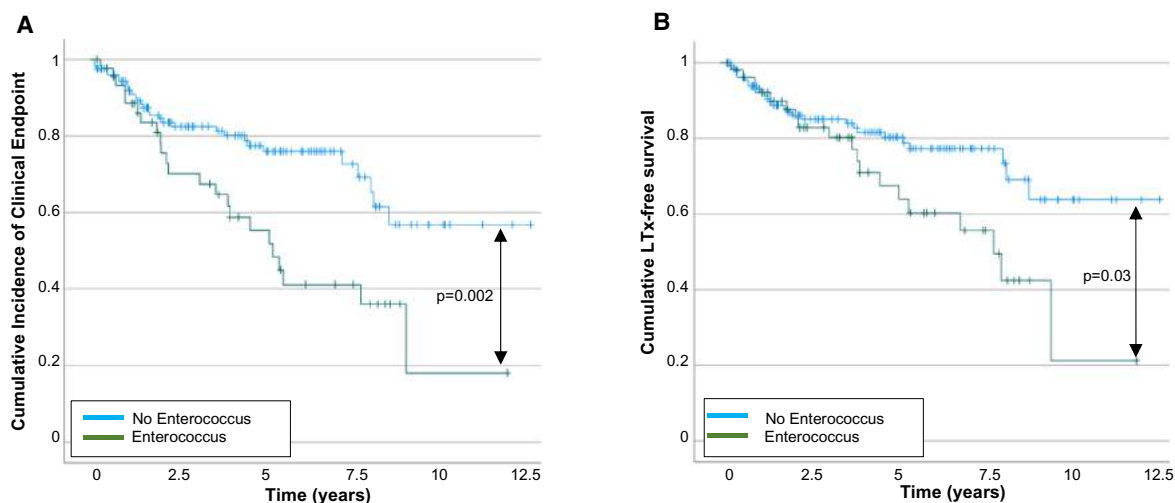 A
Cumulative Incidence of Clinical Endpoint
1
0.8
0.6
0.4
0.2
0
p=0.002
No Enterococcus
Enterococcus
0 2.5 5 7.5 10 12.5
Time (years)
B
Cumulative LTx-free survival
1
0.8
0.6
0.4
0.2
0
p=0.03
No Enterococcus
Enterococcus
0 2.5 5 7.5 10 12.5
Time (years)